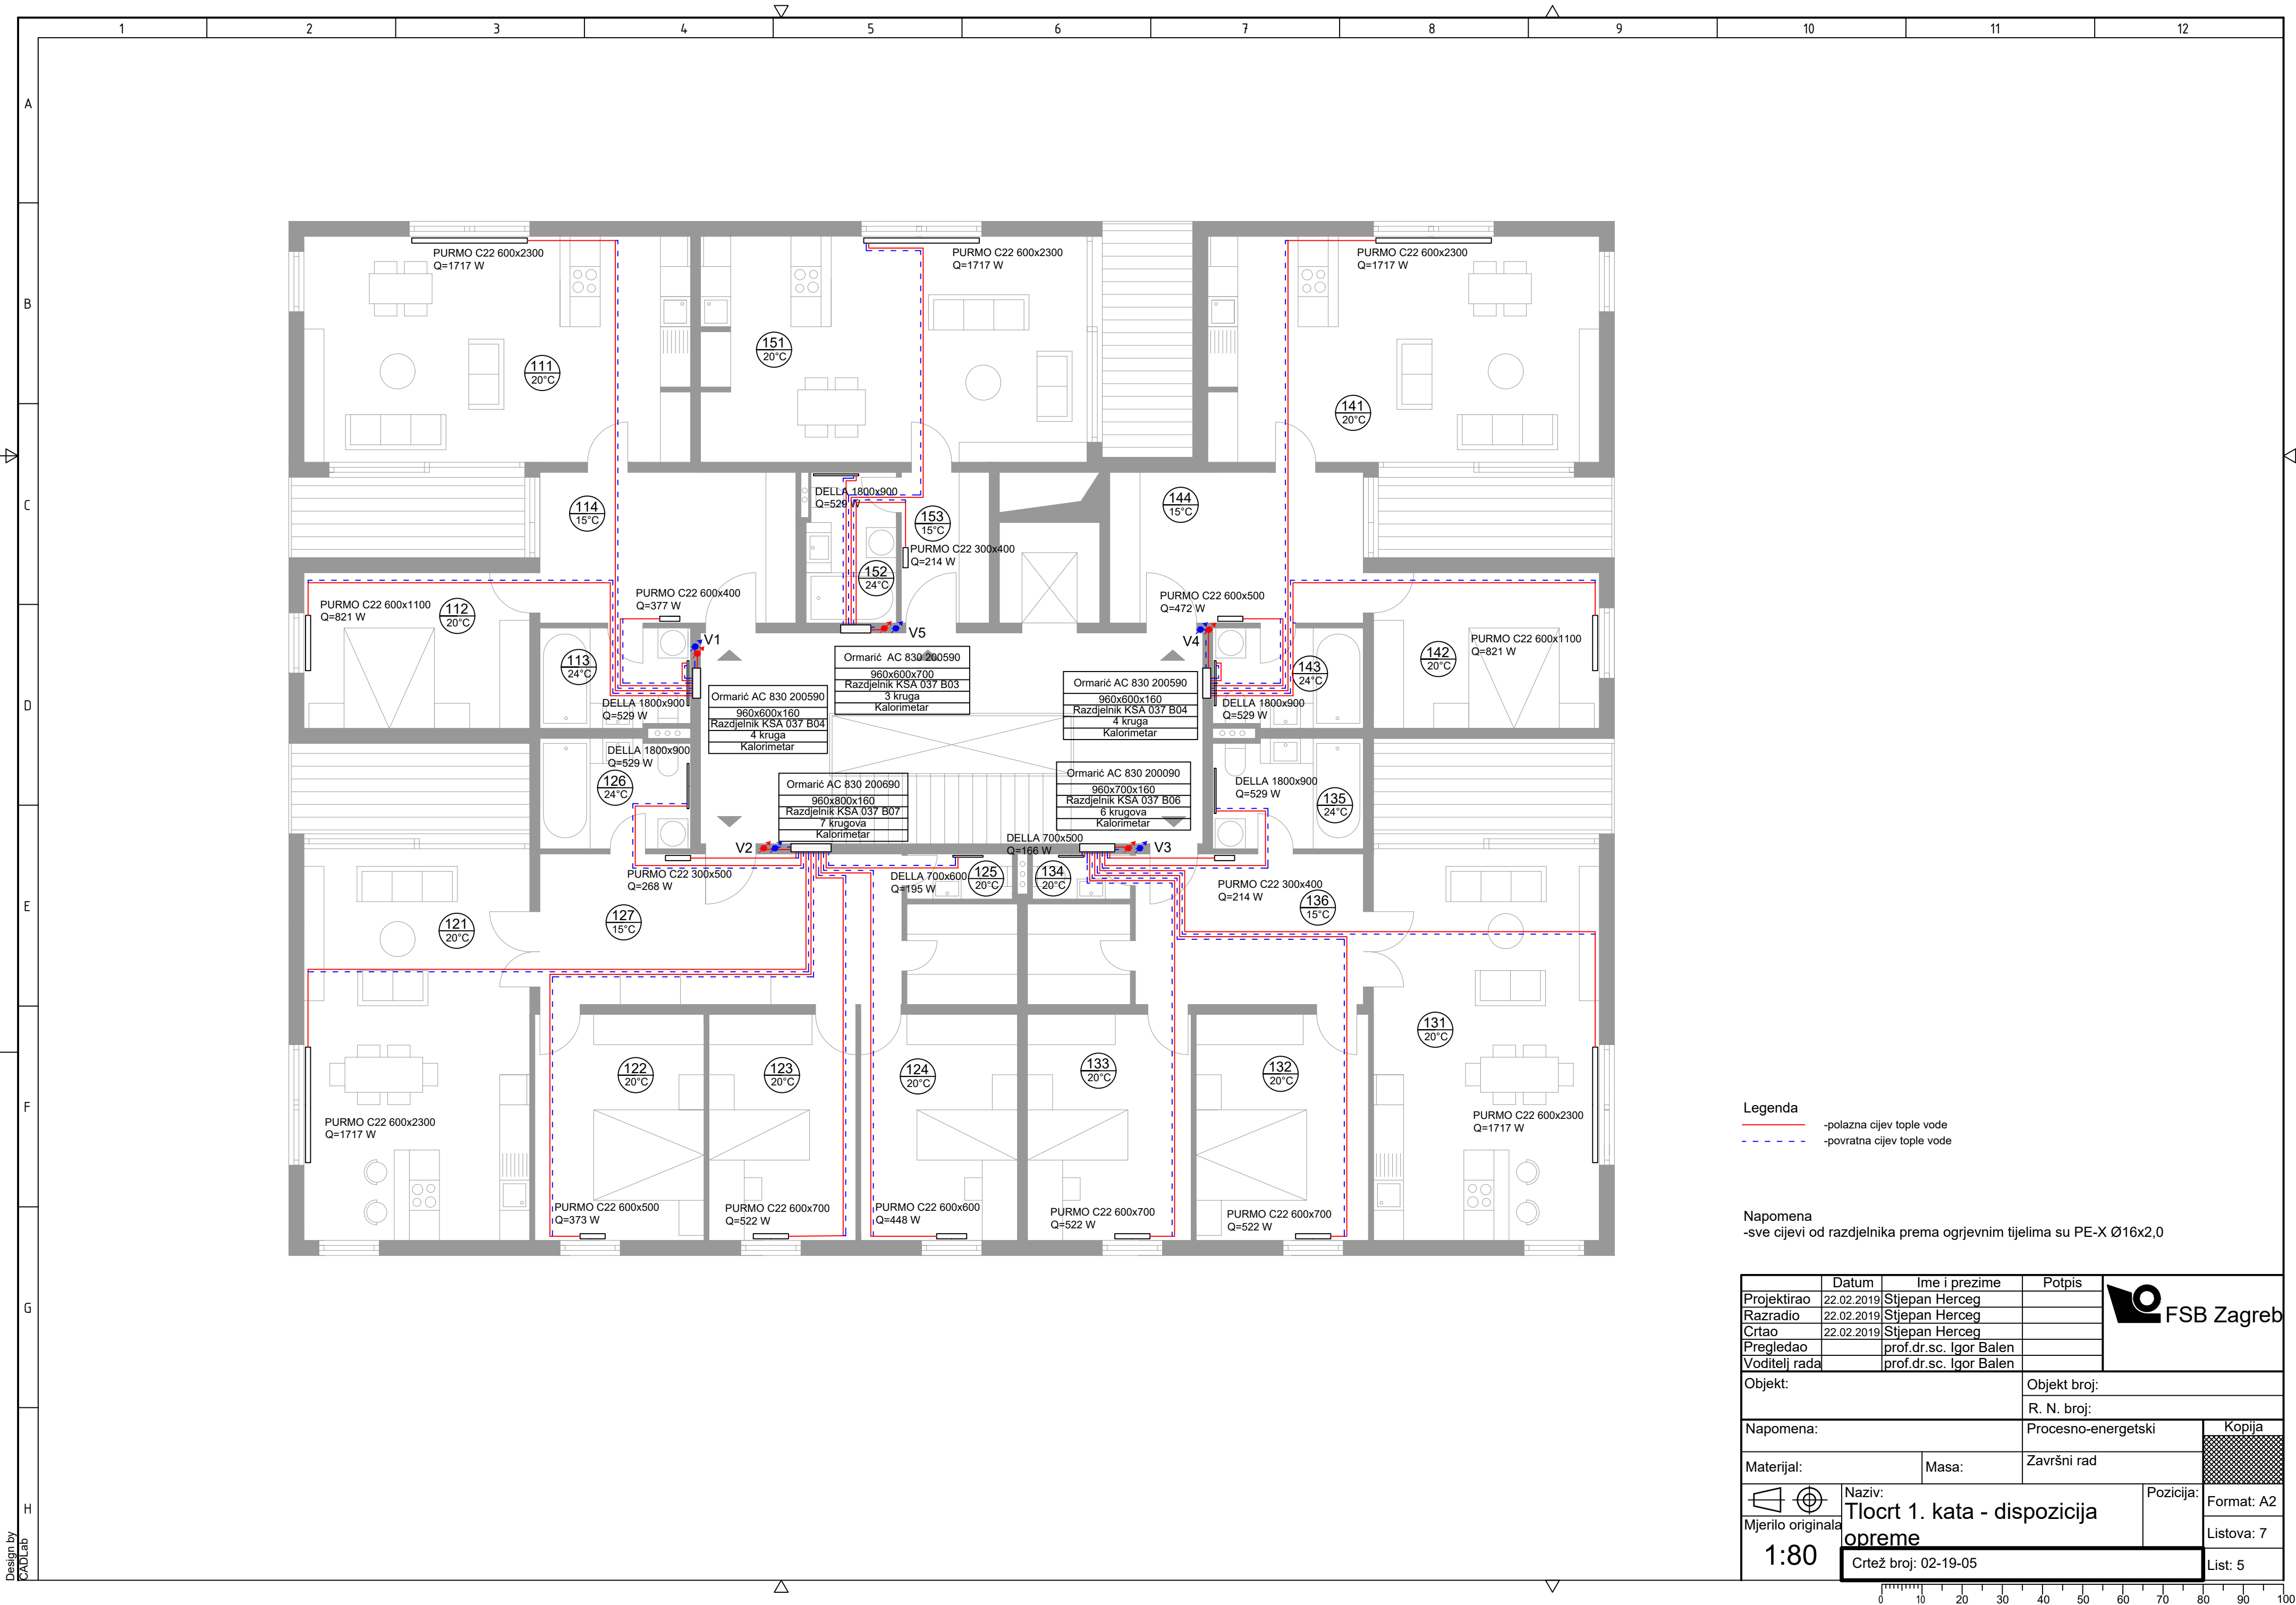 1 2 3 4 5 6 7 8 9 10 11 12
A
B
C
D
E
F
G
H
PURMO C22 600x2300
Q=1717 W
PURMO C22 600x2300
Q=1717 W
PURMO C22 600x2300
Q=1717 W
111
20°C
151
20°C
141
20°C
114
15°C
DELLA 1800x900
Q=529 W
153
15°C
144
15°C
PURMO C22 300x400
Q=214 W
152
24°C
PURMO C22 600x1100
Q=821 W
112
20°C
PURMO C22 600x400
Q=377 W
PURMO C22 600x500
Q=472 W
V1
V5
V4
PURMO C22 600x1100
Q=821 W
142
20°C
113
24°C
143
24°C
Ormarić AC 830 200590
960x600x700
Razdjelnik KSA 037 B03
3 kruga
Kalorimetar
Ormarić AC 830 200590
960x600x160
Razdjelnik KSA 037 B04
4 kruga
Kalorimetar
Ormarić AC 830 200590
960x600x160
Razdjelnik KSA 037 B04
4 kruga
Kalorimetar
DELLA 1800x900
Q=529 W
DELLA 1800x900
Q=529 W
DELLA 1800x900
Q=529 W
126
24°C
DELLA 1800x900
Q=529 W
135
24°C
Ormarić AC 830 200690
960x800x160
Razdjelnik KSA 037 B07
7 krugova
Kalorimetar
Ormarić AC 830 200090
960x700x160
Razdjelnik KSA 037 B06
6 krugova
Kalorimetar
V2
DELLA 700x500
Q=166 W
V3
PURMO C22 300x500
Q=268 W
DELLA 700x600
Q=195 W
125
20°C
134
20°C
PURMO C22 300x400
Q=214 W
136
15°C
127
15°C
121
20°C
131
20°C
122
20°C
123
20°C
124
20°C
133
20°C
132
20°C
PURMO C22 600x2300
Q=1717 W
PURMO C22 600x2300
Q=1717 W
PURMO C22 600x500
Q=373 W
PURMO C22 600x700
Q=522 W
PURMO C22 600x600
Q=448 W
PURMO C22 600x700
Q=522 W
PURMO C22 600x700
Q=522 W
Legenda
-polazna cijev tople vode
-povratna cijev tople vode
Napomena
-sve cijevi od razdjelnika prema ogrjevnim tijelima su PE-X Ø16x2,0
Datum Ime i prezime Potpis
Projektirao 22.02.2019 Stjepan Herceg
Razradio 22.02.2019 Stjepan Herceg
Crtao 22.02.2019 Stjepan Herceg
Pregledao prof.dr.sc. Igor Balen
Voditelj rada prof.dr.sc. Igor Balen
FSB Zagreb
Objekt:
Objekt broj:
R. N. broj:
Napomena:
Procesno-energetski
Kopija
Materijal:
Masa:
Završni rad
Naziv:
Tlocrt 1. kata - dispozicija
opreme
Pozicija:
Format: A2
Mjerilo originala
1:80
Listova: 7
Crtež broj: 02-19-05
List: 5
Design by
CADLab
0 10 20 30 40 50 60 70 80 90 100